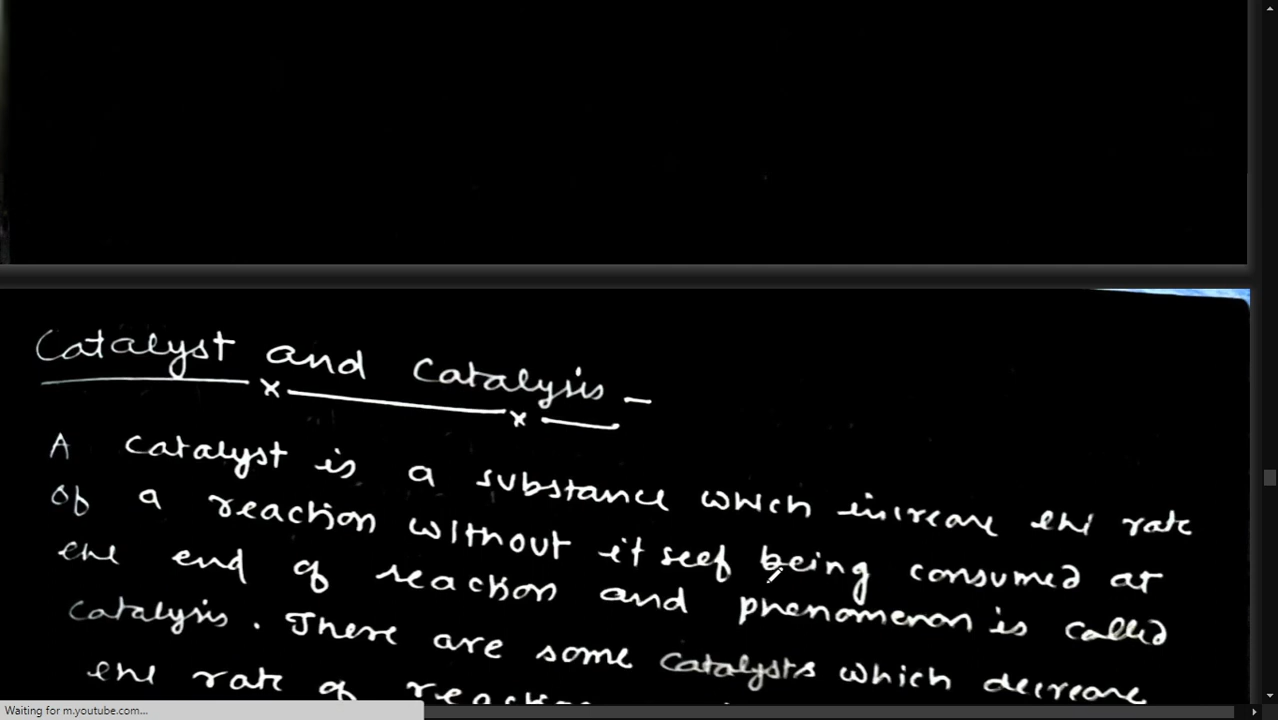 Catalyst and Catalysis -
A Catalyst is a substance which increase the rate
of a reaction without itself being consumed at
the end of reaction and phenomenon is called
catalysis. There are some Catalysts which decrease
the rate of reaction
Waiting for m.youtube.com...